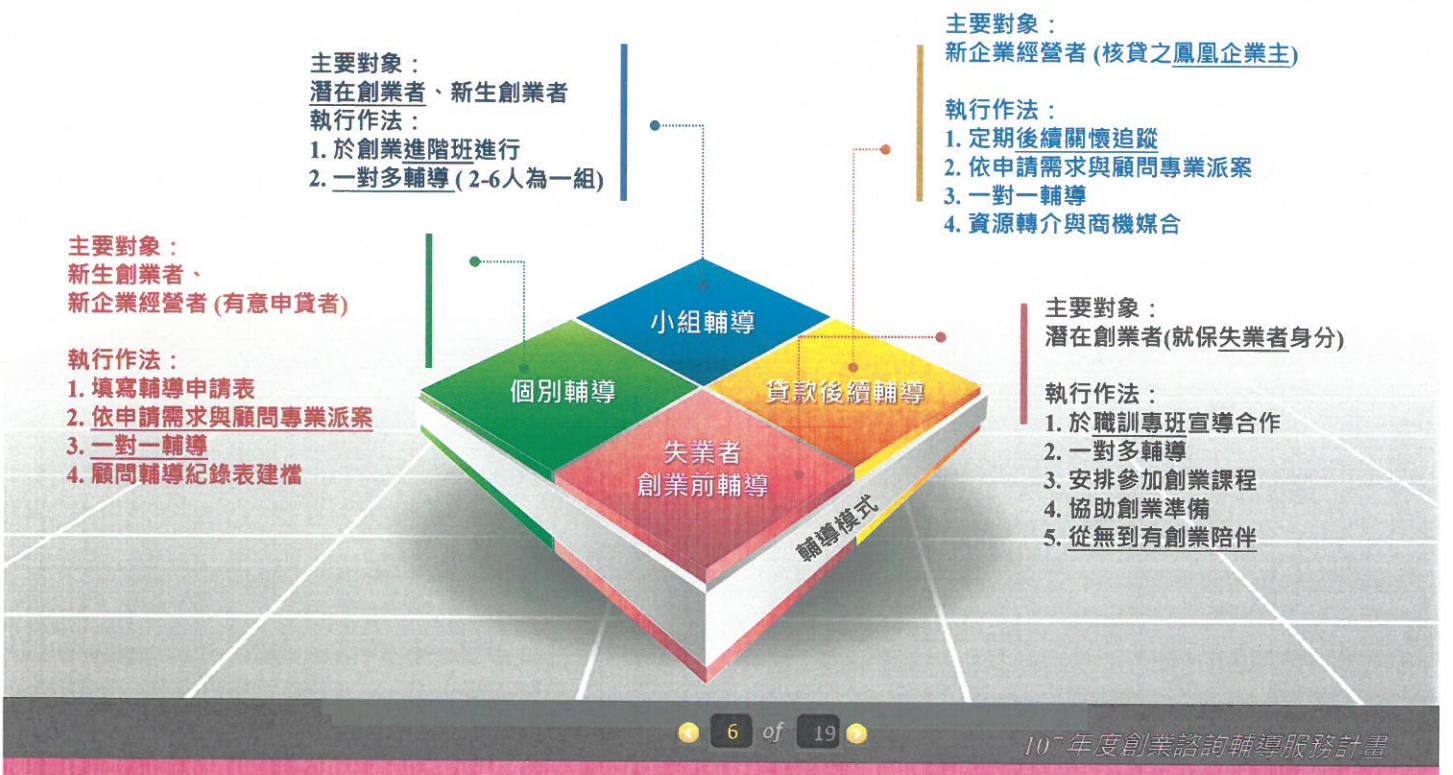 主要對象：
潛在創業者、新生創業者
執行作法：
1. 於創業進階班進行
2. 一對多輔導 ( 2-6人為一組)
主要對象：
新企業經營者 (核貸之鳳凰企業主)
執行作法：
1. 定期後續關懷追蹤
2. 依申請需求與顧問專業派案
3. 一對一輔導
4. 資源轉介與商機媒合
主要對象：
新生創業者、
新企業經營者 (有意申貸者)
執行作法：
1. 填寫輔導申請表
2. 依申請需求與顧問專業派案
3. 一對一輔導
4. 顧問輔導紀錄表建檔
主要對象：
潛在創業者(就保失業者身分)
執行作法：
1. 於職訓專班宣導合作
2. 一對多輔導
3. 安排參加創業課程
4. 協助創業準備
5. 從無到有創業陪伴
小組輔導
個別輔導
貸款後續輔導
失業者
創業前輔導
輔導模式
6 of 19
107年度創業諮詢輔導服務計畫